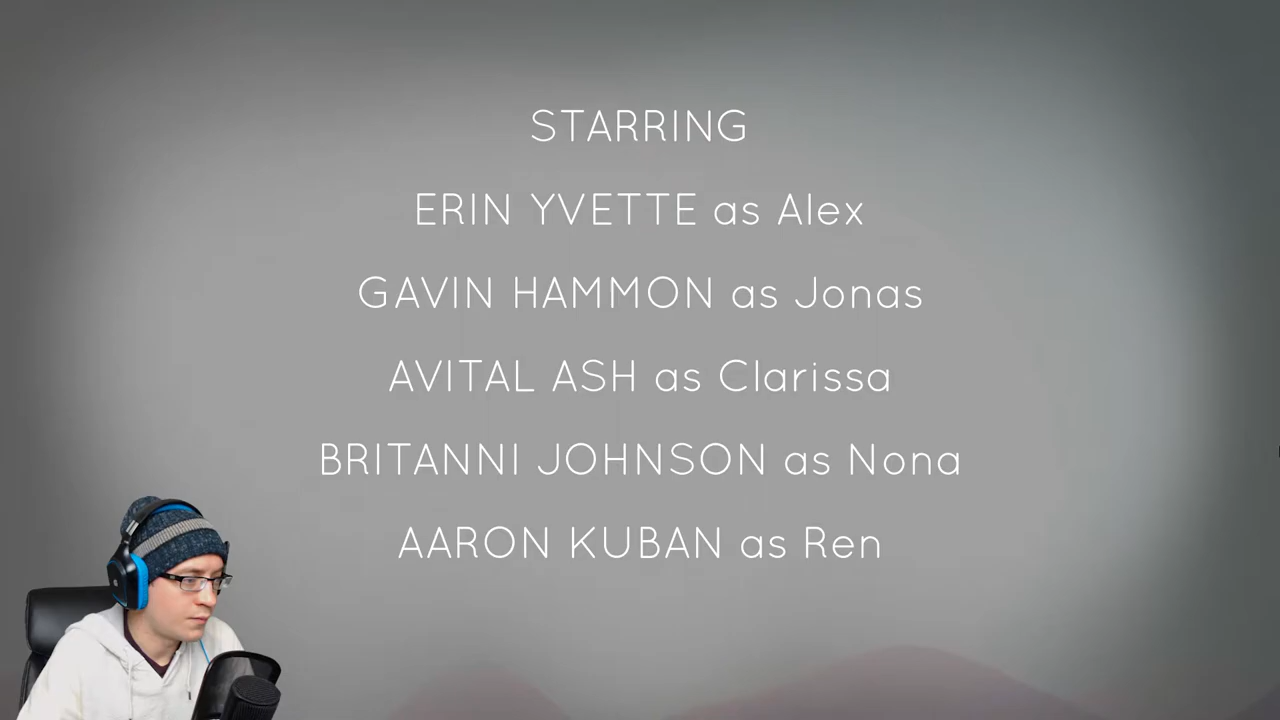 STARRING
ERIN YVETTE as Alex
GAVIN HAMMON as Jonas
AVITAL ASH as Clarissa
BRITANNI JOHNSON as Nona
AARON KUBAN as Ren